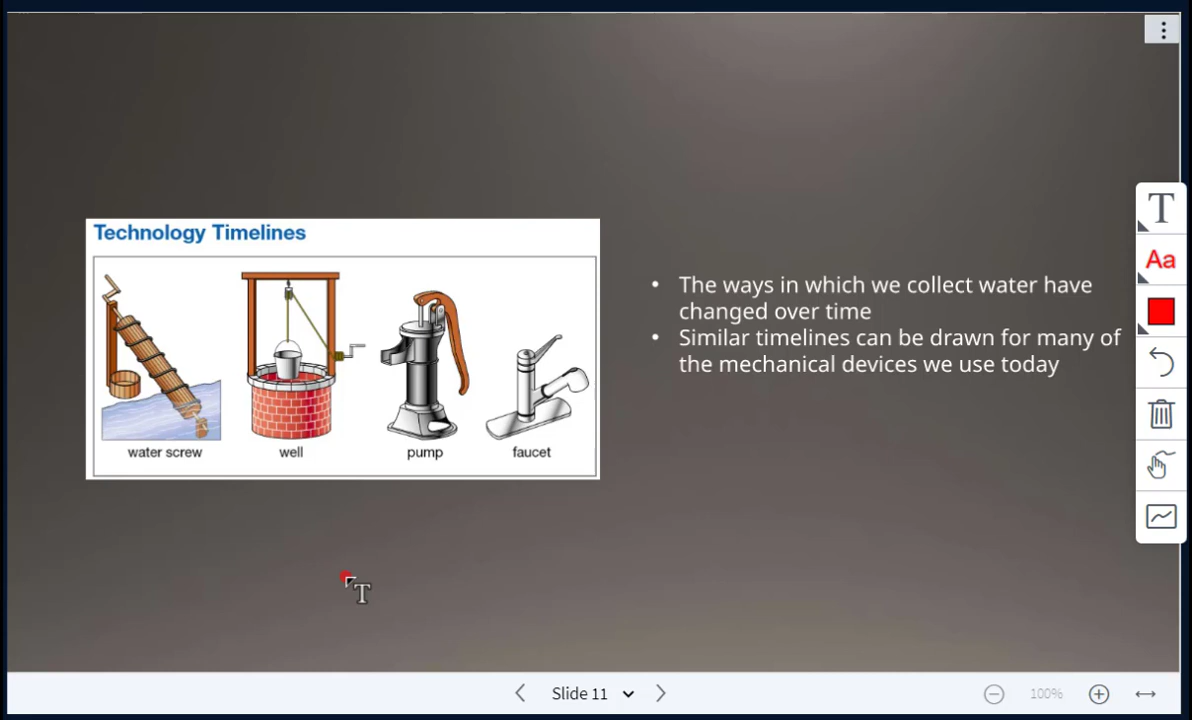 Technology Timelines
water screw well pump faucet
• The ways in which we collect water have
changed over time
• Similar timelines can be drawn for many of
the mechanical devices we use today
T
Aa
T
Slide 11
100%